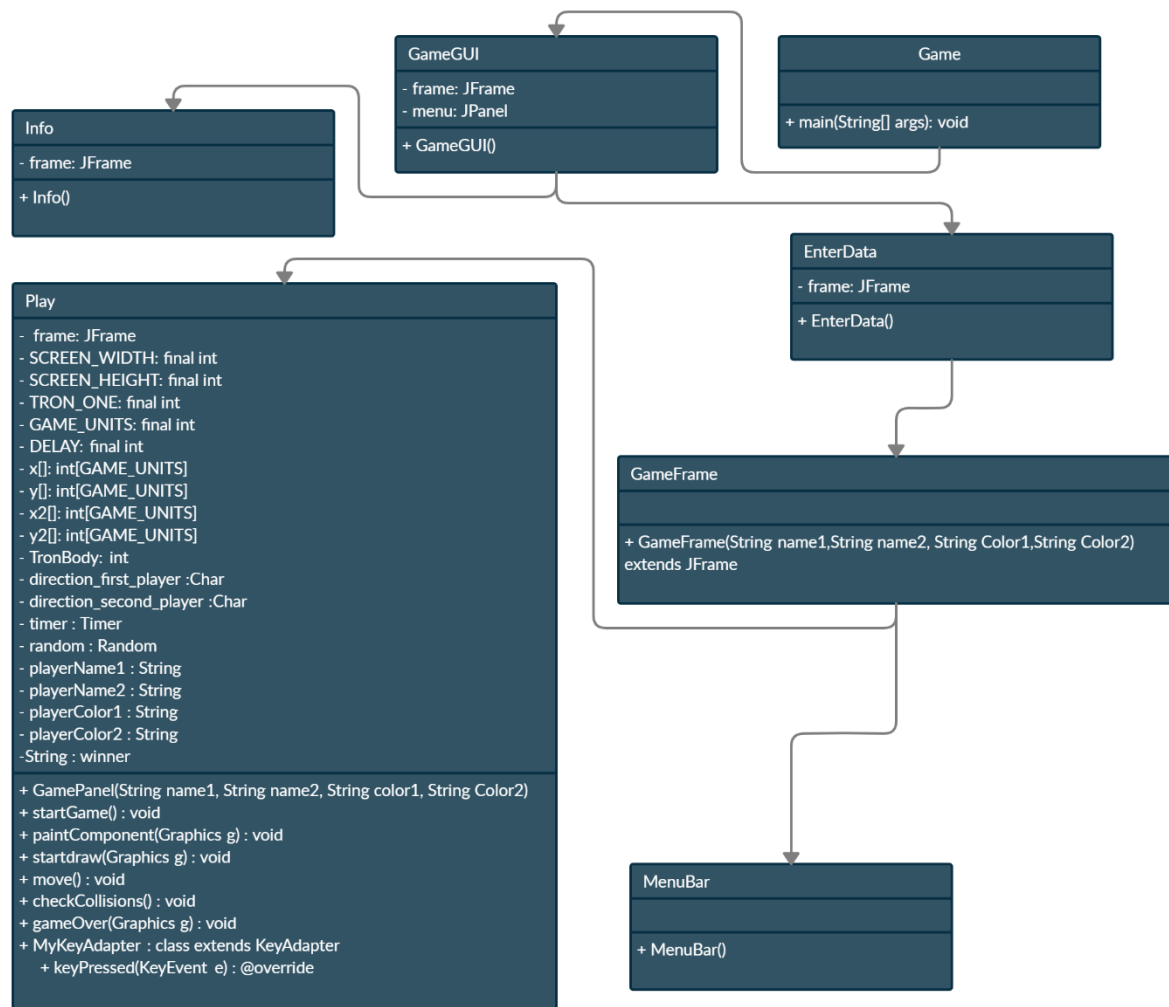 GameGUI
- frame: JFrame
- menu: JPanel
+ GameGUI()
Game
+ main(String[] args): void
Info
- frame: JFrame
+ Info()
EnterData
- frame: JFrame
+ EnterData()
Play
- frame: JFrame
- SCREEN_WIDTH: final int
- SCREEN_HEIGHT: final int
- TRON_ONE: final int
- GAME_UNITS: final int
- DELAY: final int
- x[]: int[GAME_UNITS]
- y[]: int[GAME_UNITS]
- x2[]: int[GAME_UNITS]
- y2[]: int[GAME_UNITS]
- TronBody: int
- direction_first_player :Char
- direction_second_player :Char
- timer : Timer
- random : Random
- playerName1 : String
- playerName2 : String
- playerColor1 : String
- playerColor2 : String
-String : winner
+ GamePanel(String name1, String name2, String color1, String Color2)
+ startGame() : void
+ paintComponent(Graphics g) : void
+ startdraw(Graphics g) : void
+ move() : void
+ checkCollisions() : void
+ gameOver(Graphics g) : void
+ MyKeyAdapter : class extends KeyAdapter
+ keyPressed(KeyEvent e) : @override
GameFrame
+ GameFrame(String name1,String name2, String Color1,String Color2)
extends JFrame
MenuBar
+ MenuBar()